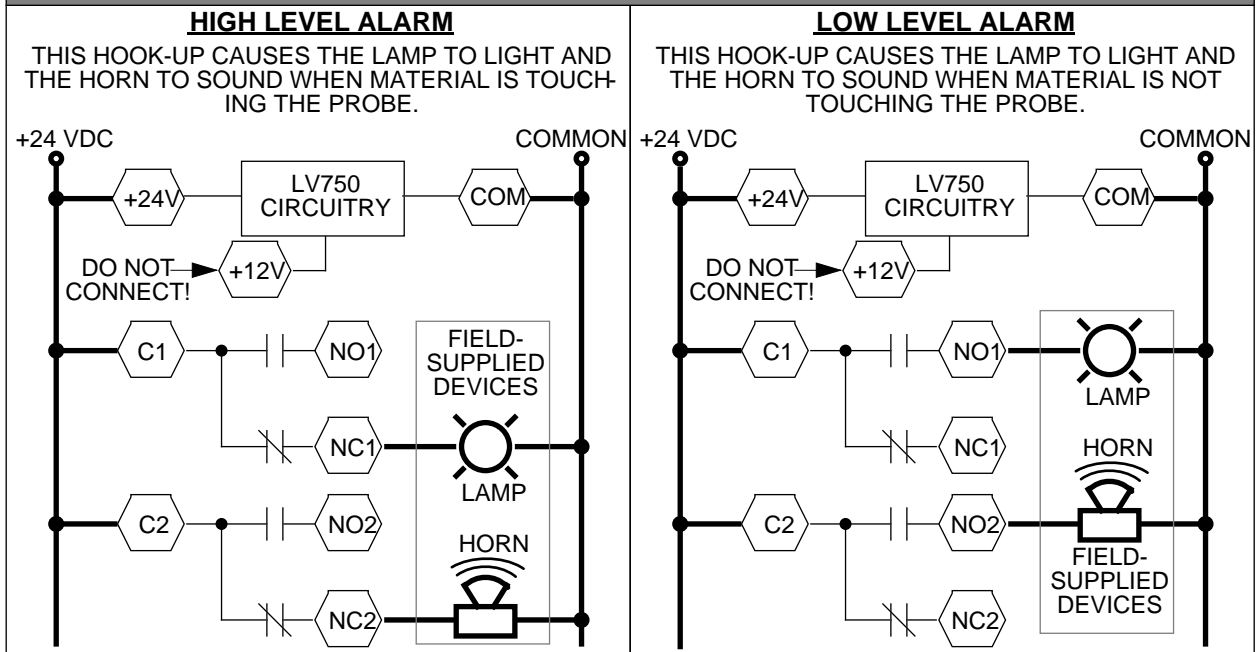 HIGH LEVEL ALARM
THIS HOOK-UP CAUSES THE LAMP TO LIGHT AND
THE HORN TO SOUND WHEN MATERIAL IS TOUCH-
ING THE PROBE.
+24 VDC
COMMON
+24V
LV750
CIRCUITRY
COM
DO NOT
CONNECT!
+12V
C1
NO1
FIELD-
SUPPLIED
DEVICES
NC1
LAMP
C2
NO2
HORN
NC2
LOW LEVEL ALARM
THIS HOOK-UP CAUSES THE LAMP TO LIGHT AND
THE HORN TO SOUND WHEN MATERIAL IS NOT
TOUCHING THE PROBE.
+24 VDC
COMMON
+24V
LV750
CIRCUITRY
COM
DO NOT
CONNECT!
+12V
C1
NO1
LAMP
NC1
HORN
C2
NO2
FIELD-
SUPPLIED
DEVICES
NC2